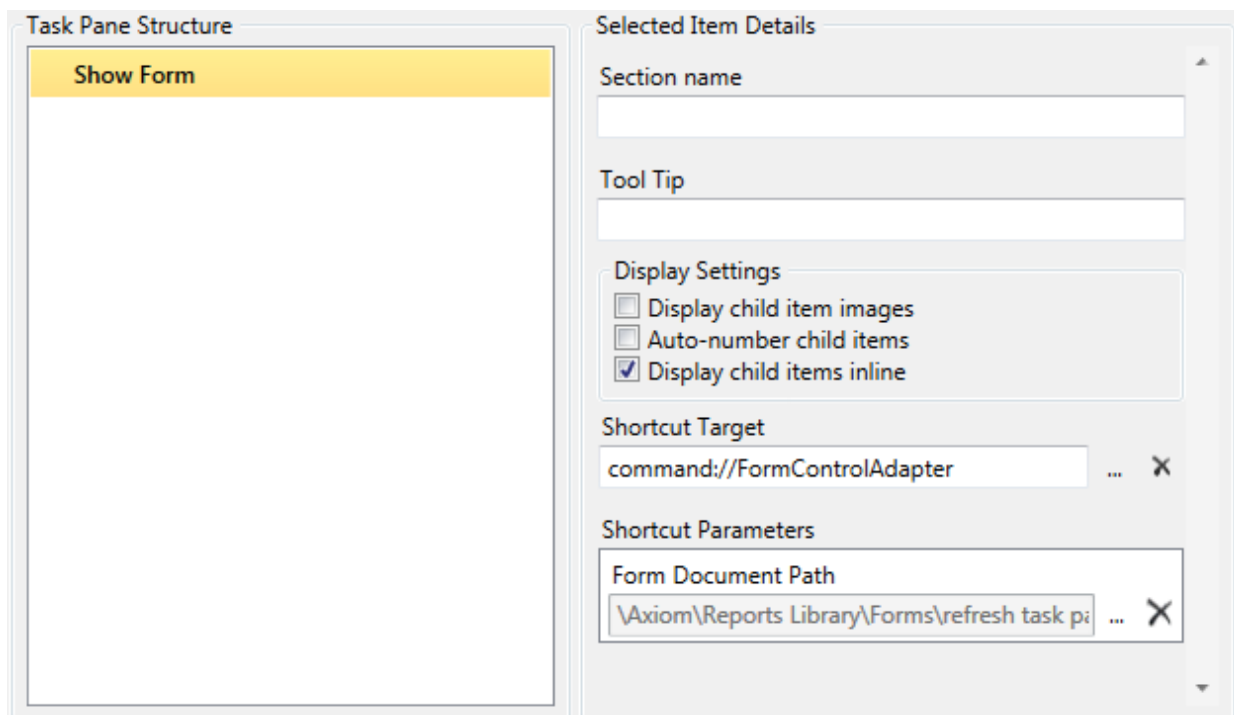 Task Pane Structure
Show Form
Selected Item Details
Section name
Tool Tip
Display Settings
Display child item images
Auto-number child items
Display child items inline
Shortcut Target
command://FormControlAdapter
...
Shortcut Parameters
Form Document Path
\Axiom\Reports Library\Forms\refresh task pa
...